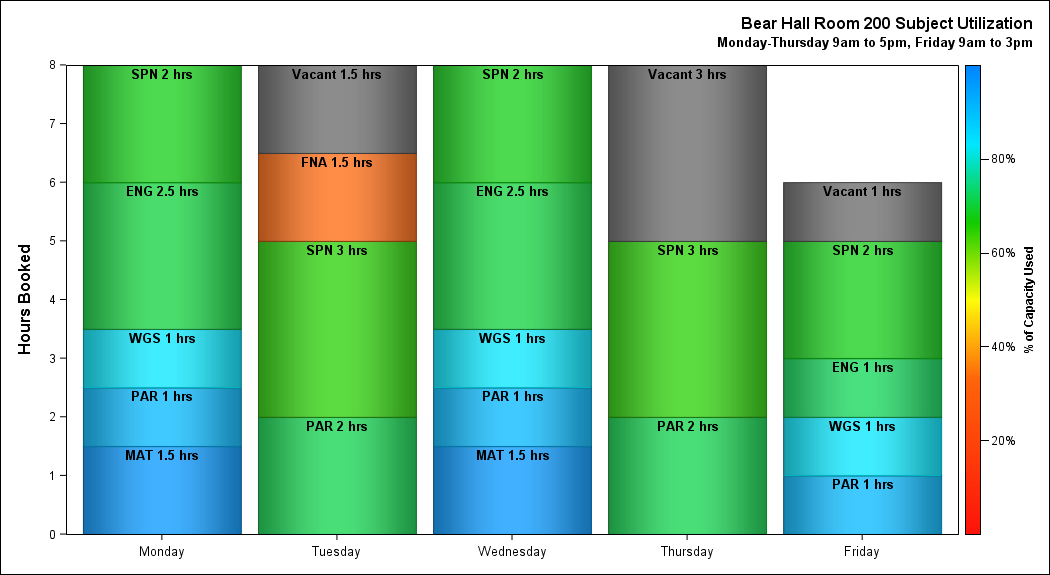 Bear Hall Room 200 Subject Utilization
Monday-Thursday 9am to 5pm, Friday 9am to 3pm
Hours Booked
8
7
6
5
4
3
2
1
0
SPN 2 hrs
ENG 2.5 hrs
WGS 1 hrs
PAR 1 hrs
MAT 1.5 hrs
Monday
Vacant 1.5 hrs
FNA 1.5 hrs
SPN 3 hrs
PAR 2 hrs
Tuesday
SPN 2 hrs
ENG 2.5 hrs
WGS 1 hrs
PAR 1 hrs
MAT 1.5 hrs
Wednesday
Vacant 3 hrs
SPN 3 hrs
PAR 2 hrs
Thursday
Vacant 1 hrs
SPN 2 hrs
ENG 1 hrs
WGS 1 hrs
PAR 1 hrs
Friday
80%
60%
40%
20%
% of Capacity Used